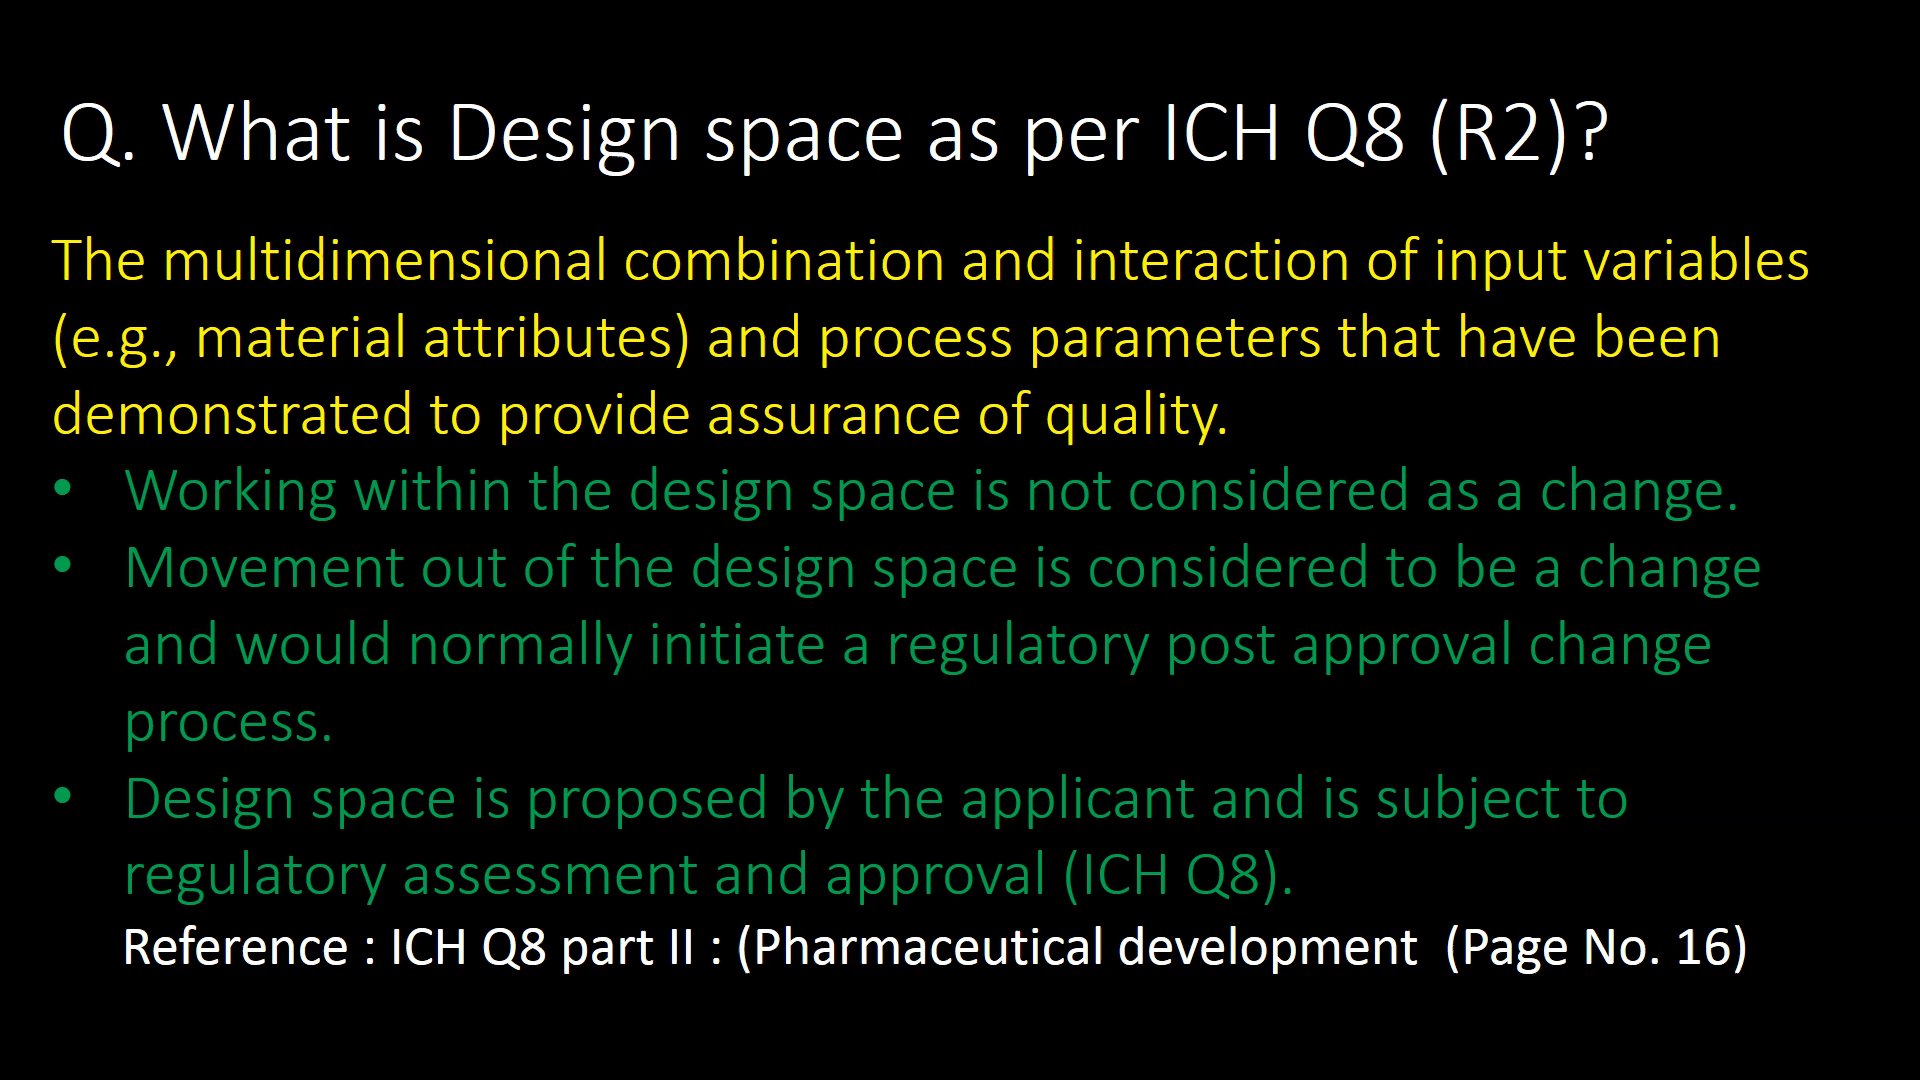 Q. What is Design space as per ICH Q8 (R2)?
The multidimensional combination and interaction of input variables
(e.g., material attributes) and process parameters that have been
demonstrated to provide assurance of quality.
• Working within the design space is not considered as a change.
• Movement out of the design space is considered to be a change
and would normally initiate a regulatory post approval change
process.
• Design space is proposed by the applicant and is subject to
regulatory assessment and approval (ICH Q8).
Reference : ICH Q8 part II : (Pharmaceutical development  (Page No. 16)